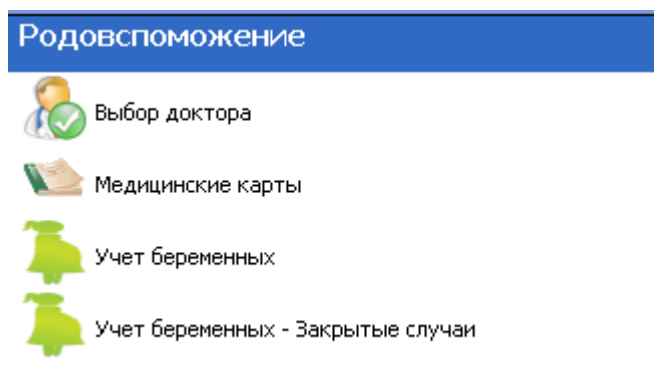 Родовспоможение
Выбор доктора
Медицинские карты
Учет беременных
Учет беременных - Закрытые случаи